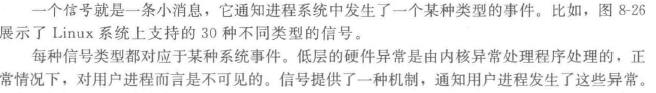 一个信号就是一条小消息，它通知进程系统中发生了一个某种类型的事件。比如，图 8-26
展示了 Linux 系统上支持的 30 种不同类型的信号。
每种信号类型都对应于某种系统事件。低层的硬件异常是由内核异常处理程序处理的，正
常情况下，对用户进程而言是不可见的。信号提供了一种机制，通知用户进程发生了这些异常。